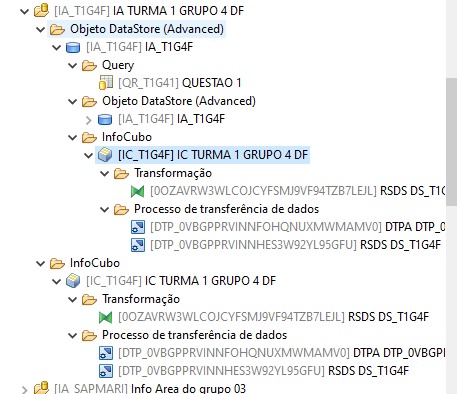 [IA_T1G4F] IA TURMA 1 GRUPO 4 DF
Objeto DataStore (Advanced)
[IA_T1G4F] IA_T1G4F
Query
[QR_T1G41] QUESTAO 1
Objeto DataStore (Advanced)
[IA_T1G4F] IA_T1G4F
InfoCubo
[IC_T1G4F] IC TURMA 1 GRUPO 4 DF
Transformação
[0OZAVRW3WLCOJCYFSMJ9VF94TZB7LEJL] RSDS DS_T1G
Processo de transferência de dados
[DTP_0VBGPPRVINNFOHQNUXMWMAMV0] DTPA DTP_0
[DTP_0VBGPPRVINNHES3W92YL95GFU] RSDS DS_T1G4F
InfoCubo
[IC_T1G4F] IC TURMA 1 GRUPO 4 DF
Transformação
[0OZAVRW3WLCOJCYFSMJ9VF94TZB7LEJL] RSDS DS_T1G4F
Processo de transferência de dados
[DTP_0VBGPPRVINNFOHQNUXMWMAMV0] DTPA DTP_0VBGPI
[DTP_0VBGPPRVINNHES3W92YL95GFU] RSDS DS_T1G4F
[IA_SAPMARI] Info Area do grupo 03